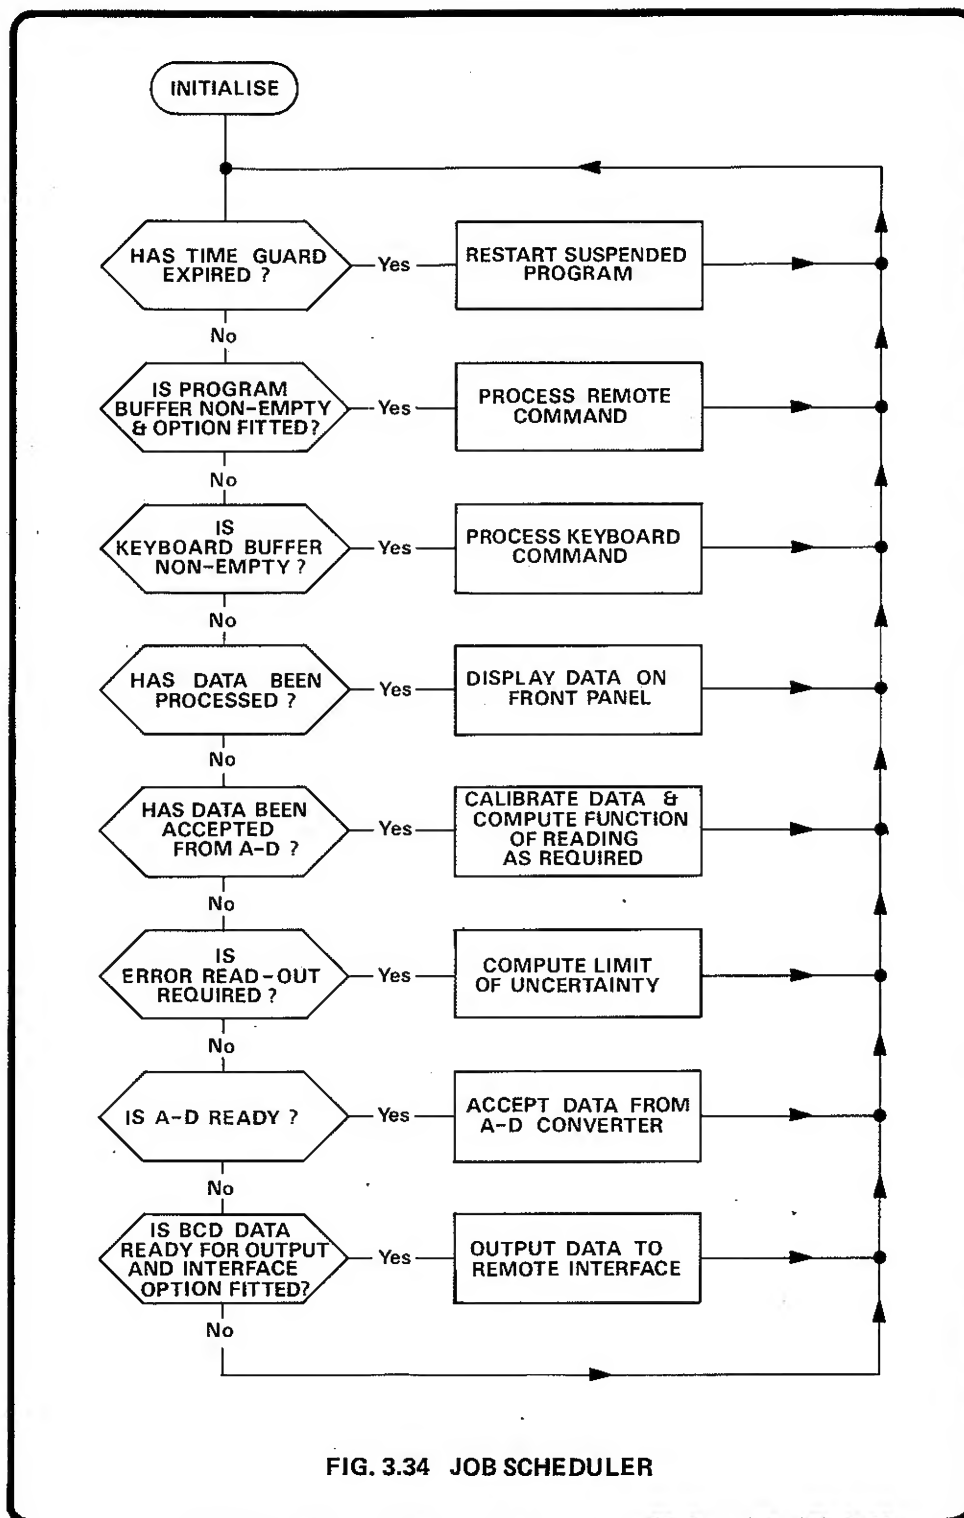 INITIALISE
HAS TIME GUARD
EXPIRED ?
Yes
RESTART SUSPENDED
PROGRAM
No
IS PROGRAM
BUFFER NON-EMPTY
& OPTION FITTED?
Yes
PROCESS REMOTE
COMMAND
No
IS
KEYBOARD BUFFER
NON-EMPTY ?
Yes
PROCESS KEYBOARD
COMMAND
No
HAS DATA BEEN
PROCESSED ?
Yes
DISPLAY DATA ON
FRONT PANEL
No
HAS DATA BEEN
ACCEPTED
FROM A-D ?
Yes
CALIBRATE DATA &
COMPUTE FUNCTION
OF READING
AS REQUIRED
No
IS
ERROR READ-OUT
REQUIRED ?
Yes
COMPUTE LIMIT
OF UNCERTAINTY
No
IS A-D READY ?
Yes
ACCEPT DATA FROM
A-D CONVERTER
No
IS BCD DATA
READY FOR OUTPUT
AND INTERFACE
OPTION FITTED?
Yes
OUTPUT DATA TO
REMOTE INTERFACE
No
FIG. 3.34 JOB SCHEDULER